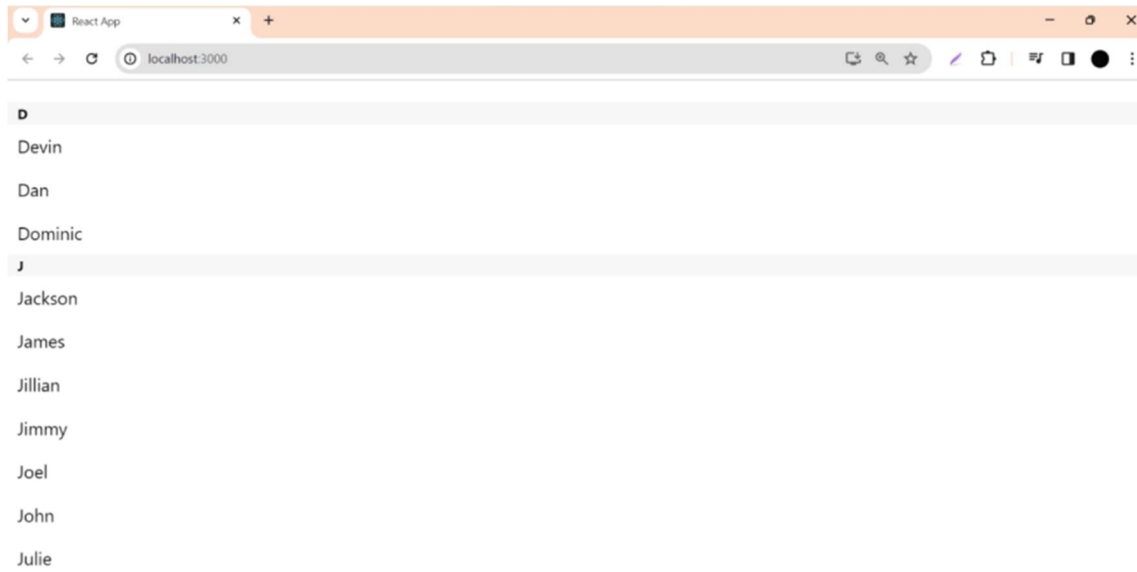 React App
localhost:3000
D
Devin
Dan
Dominic
J
Jackson
James
Jillian
Jimmy
Joel
John
Julie